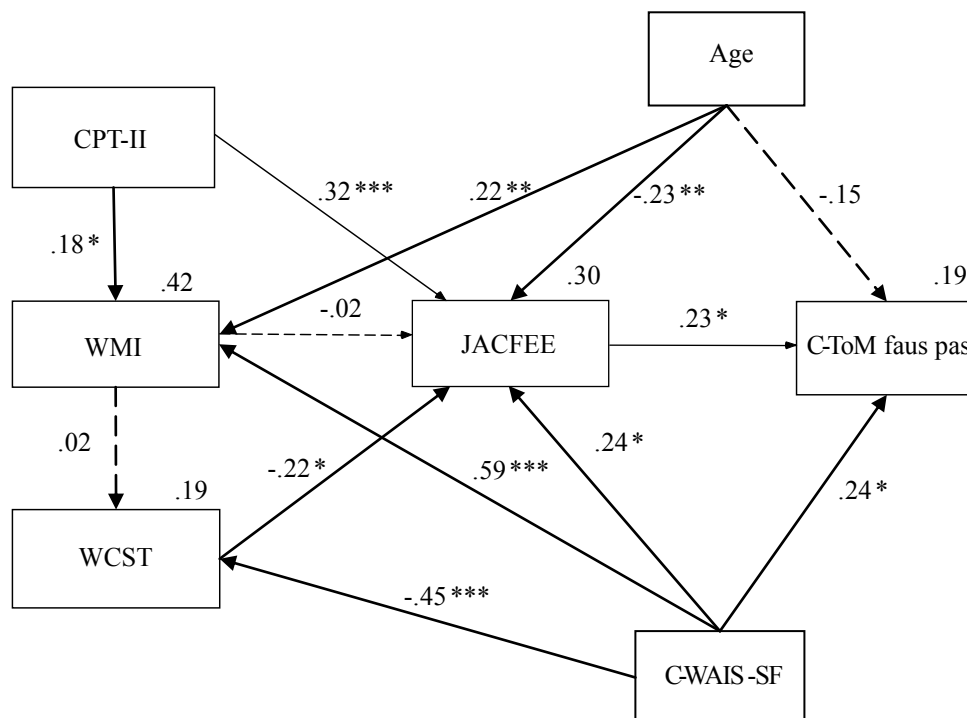 Age
CPT-II
.32***
.22**
-.23**
-.15
.18*
.42
.30
.19
-.02
.23*
WMI
JACFEE
C-ToM faus pas
.02
-.22*
.59***
.24*
.24*
.19
WCST
-.45***
C-WAIS-SF